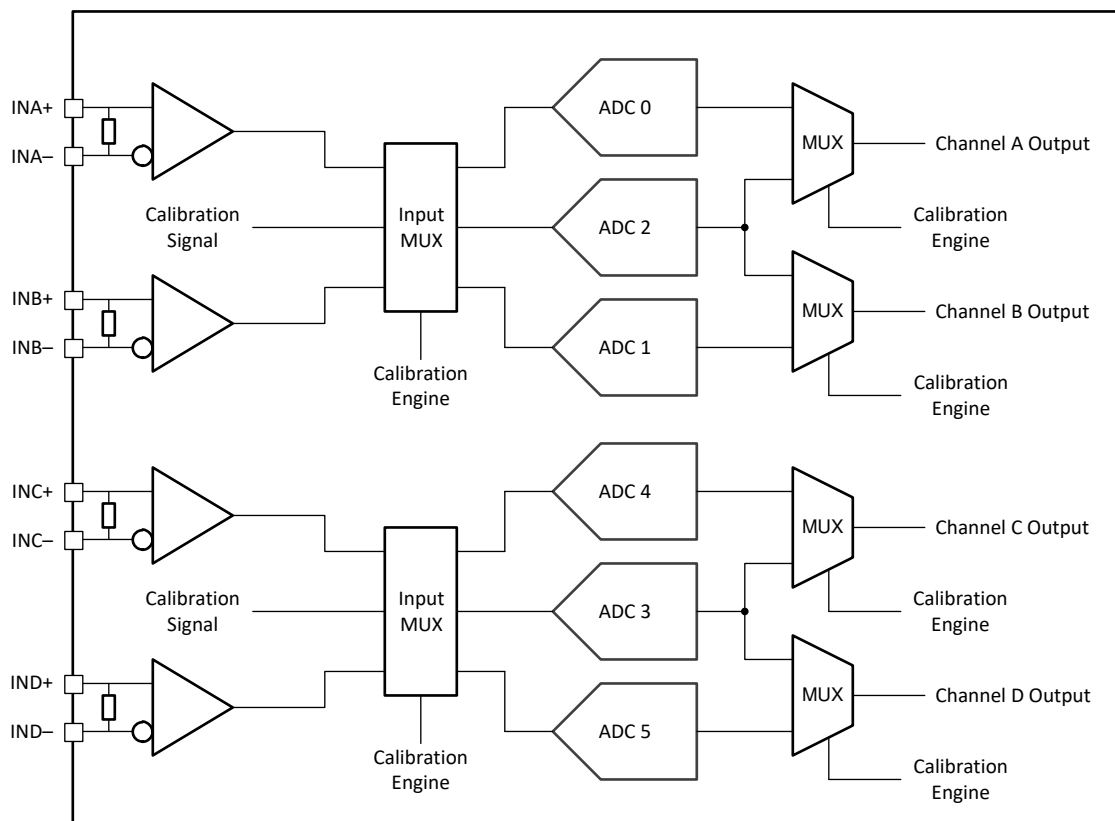 INA+
INA–
Calibration
Signal
INB+
INB–
Input
MUX
Calibration
Engine
ADC 0
ADC 2
ADC 1
MUX
Channel A Output
Calibration
Engine
MUX
Channel B Output
Calibration
Engine
INC+
INC–
Calibration
Signal
IND+
IND–
Input
MUX
Calibration
Engine
ADC 4
ADC 3
ADC 5
MUX
Channel C Output
Calibration
Engine
MUX
Channel D Output
Calibration
Engine